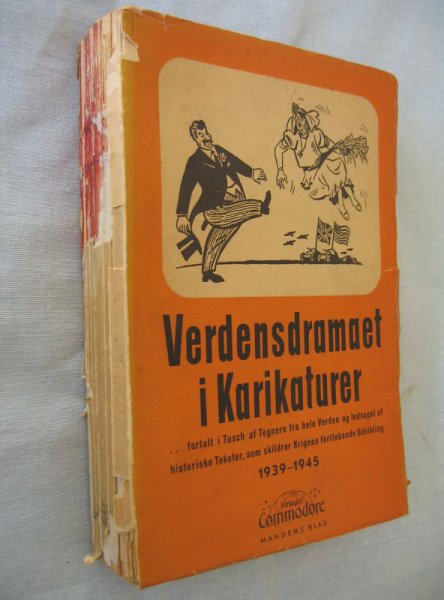 Verdensdramaet
i Karikaturer
... fortalt i Tusch af Tegnere fra hele Verden og ledsaget af
historiske Tekster, som skildrer Krigens fortløbende Udvikling
1939-1945
Forlaget
Commodore
MANDENS BLAD